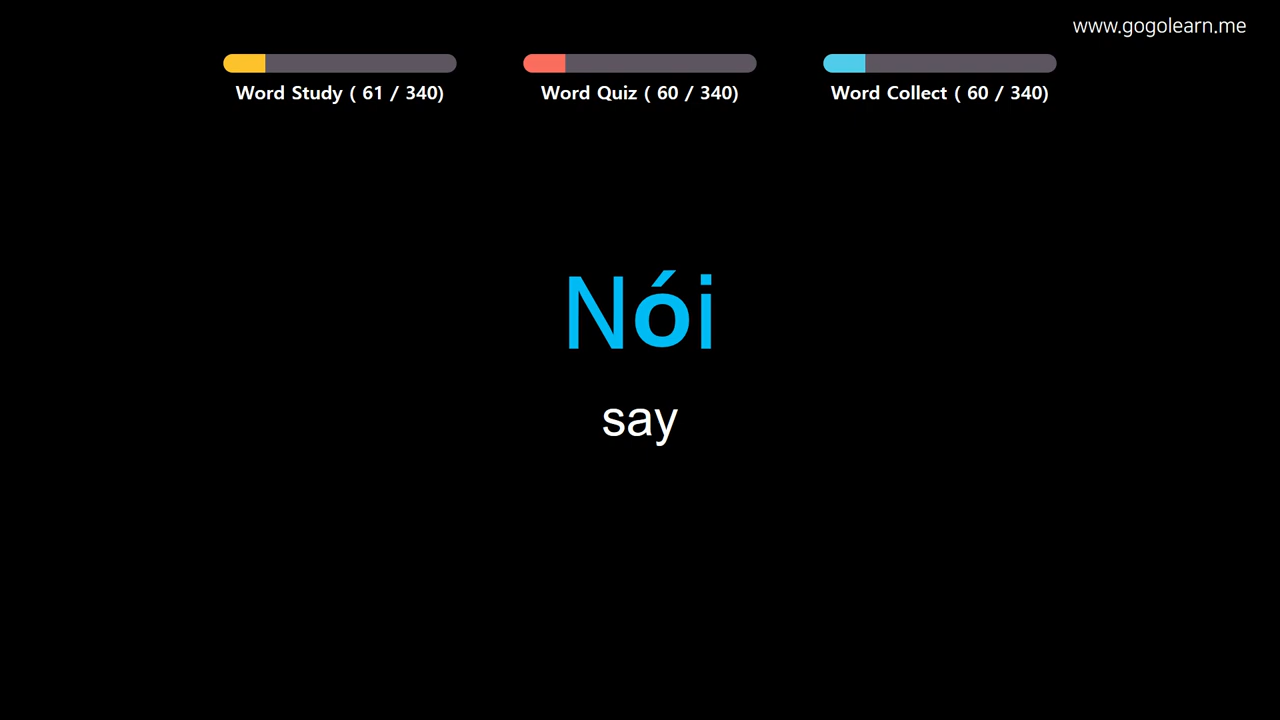 www.gogolearn.me
Word Study ( 61 / 340)
Word Quiz ( 60 / 340)
Word Collect ( 60 / 340)
Nói
say